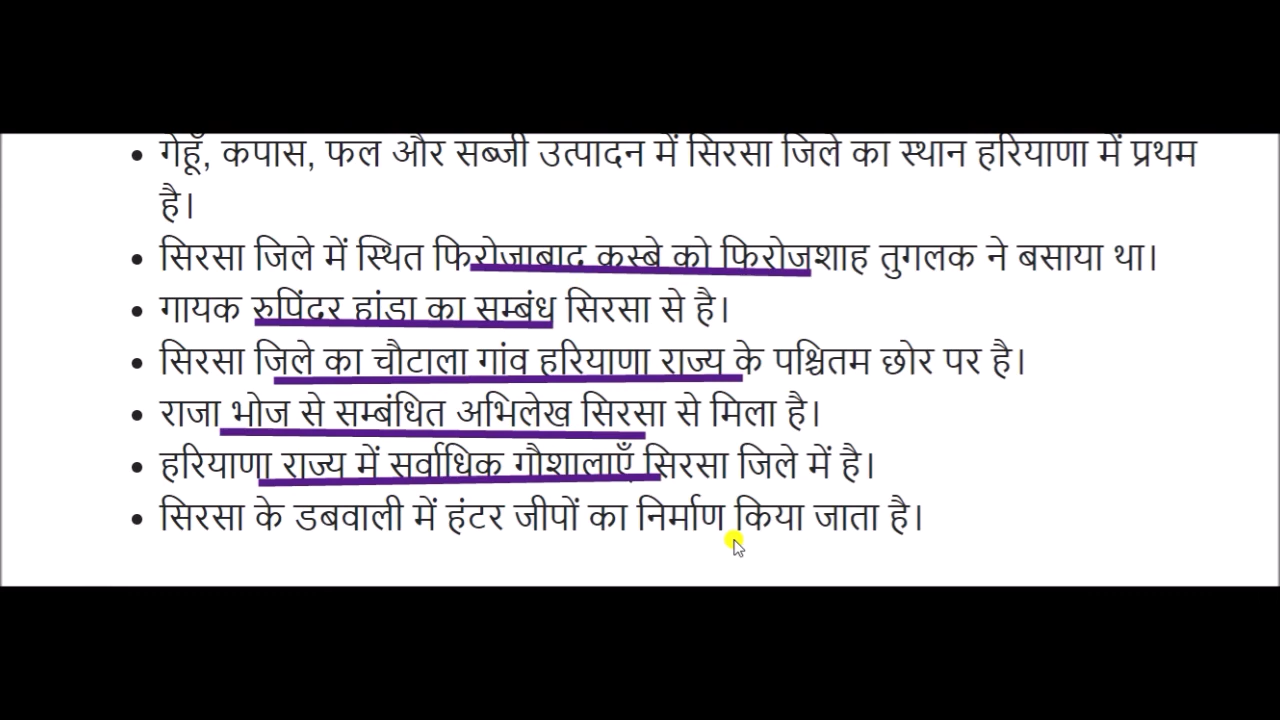 • गेहूँ, कपास, फल और सब्जी उत्पादन में सिरसा जिले का स्थान हरियाणा में प्रथम
है।
• सिरसा जिले में स्थित फिरोजाबाद कस्बे को फिरोजशाह तुगलक ने बसाया था।
• गायक रुपिंदर हांडा का सम्बंध सिरसा से है।
• सिरसा जिले का चौटाला गांव हरियाणा राज्य के पश्चितम छोर पर है।
• राजा भोज से सम्बंधित अभिलेख सिरसा से मिला है।
• हरियाणा राज्य में सर्वाधिक गौशालाएँ सिरसा जिले में है।
• सिरसा के डबवाली में हंटर जीपों का निर्माण किया जाता है।